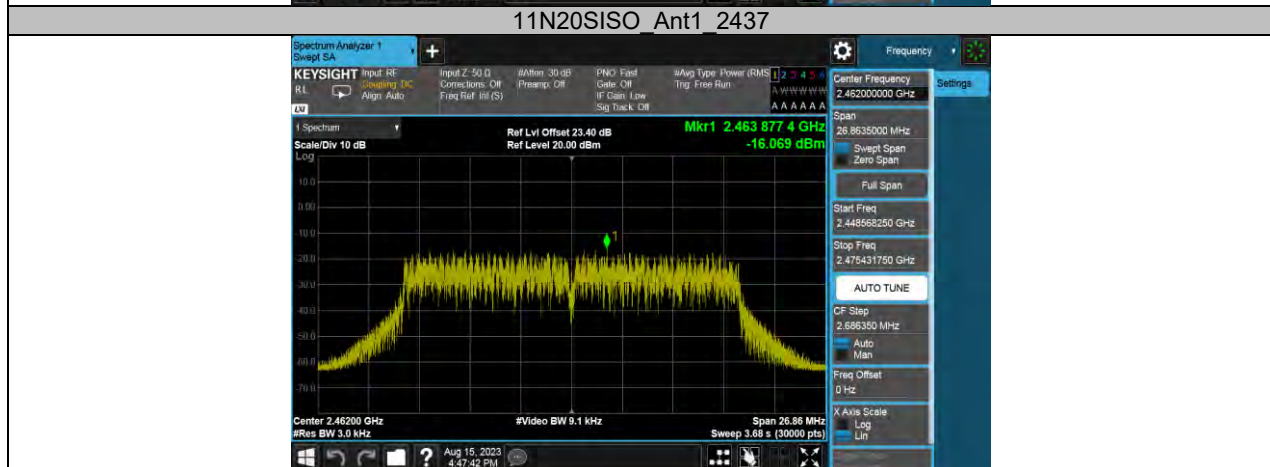 11N20SISO_Ant1_2437
Spectrum Analyzer 1
Swept SA
+
Frequency
KEYSIGHT
RL
LXI
Input: RF
Coupling: DC
Align: Auto
Input Z: 50 Ω
Corrections: Off
Freq Ref: Int (S)
#Atten: 30 dB
Preamp: Off
PNO: Fast
Gate: Off
IF Gain: Low
Sig Track: Off
#Avg Type: Power (RMS
Trig: Free Run
1 2 3 4 5 6
A W W W W W
A A A A A A
Center Frequency
2.462000000 GHz
Settings
Span
26.8635000 MHz
Swept Span
Zero Span
Full Span
Start Freq
2.448568250 GHz
Stop Freq
2.475431750 GHz
AUTO TUNE
CF Step
2.686350 MHz
Auto
Man
Freq Offset
0 Hz
X Axis Scale
Log
Lin
1 Spectrum
Scale/Div 10 dB
Log
Ref Lvl Offset 23.40 dB
Ref Level 20.00 dBm
Mkr1 2.463 877 4 GHz
-16.069 dBm
10.0
0.00
-10.0
-20.0
-30.0
-40.0
-50.0
-60.0
-70.0
1
Center 2.46200 GHz
#Res BW 3.0 kHz
#Video BW 9.1 kHz
Span 26.86 MHz
Sweep 3.68 s (30000 pts)
?
Aug 15, 2023
4:47:42 PM